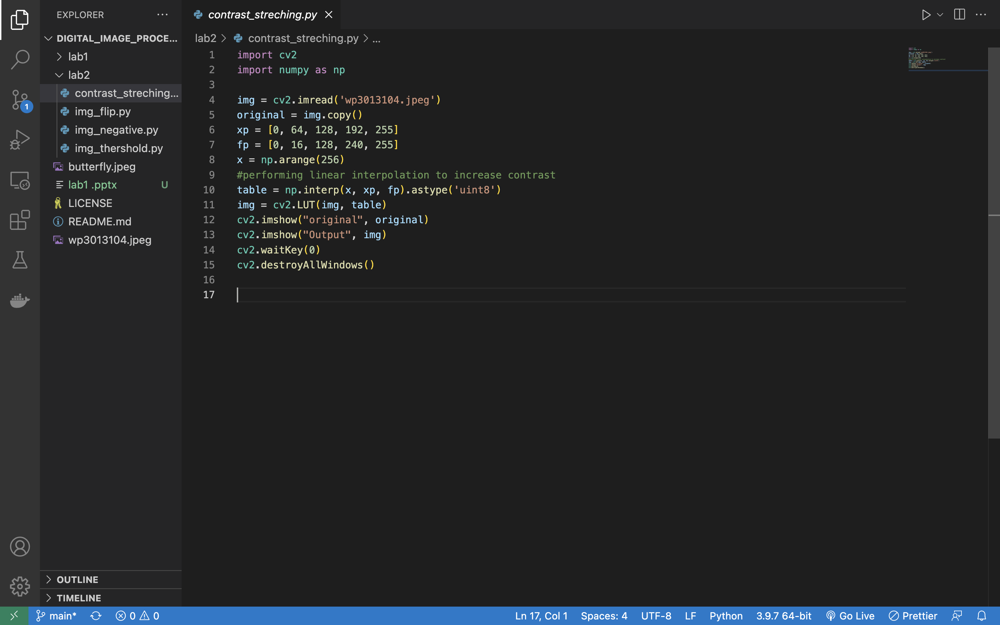 EXPLORER
DIGITAL_IMAGE_PROCE...
lab1
lab2
contrast_streching...
img_flip.py
img_negative.py
img_thershold.py
butterfly.jpeg
lab1 .pptx U
LICENSE
README.md
wp3013104.jpeg
OUTLINE
TIMELINE
1
contrast_streching.py
lab2 > contrast_streching.py > ...
1 import cv2
2 import numpy as np
3
4 img = cv2.imread('wp3013104.jpeg')
5 original = img.copy()
6 xp = [0, 64, 128, 192, 255]
7 fp = [0, 16, 128, 240, 255]
8 x = np.arange(256)
9 #performing linear interpolation to increase contrast
10 table = np.interp(x, xp, fp).astype('uint8')
11 img = cv2.LUT(img, table)
12 cv2.imshow("original", original)
13 cv2.imshow("Output", img)
14 cv2.waitKey(0)
15 cv2.destroyAllWindows()
16
17
main* 0 0 Ln 17, Col 1 Spaces: 4 UTF-8 LF Python 3.9.7 64-bit Go Live Prettier